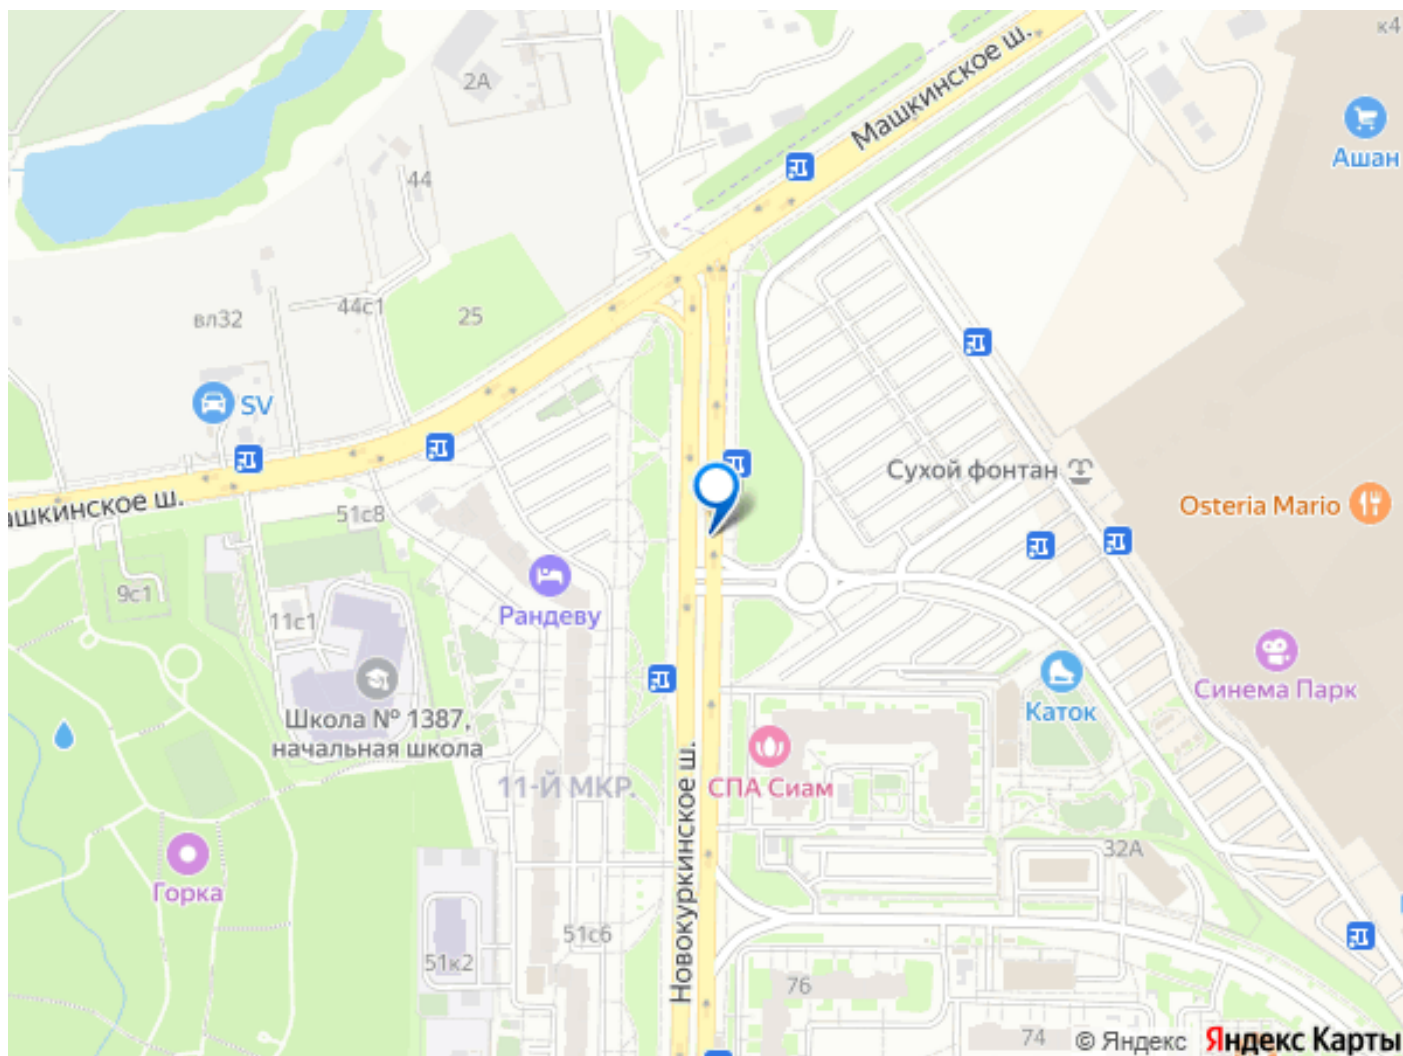 к4
2А
Машкинское ш.
Ашан
44
44с1
25
вл32
SV
Сухой фонтан
Osteria Mario
ашкинское ш.
51с8
9с1
11с1
Рандеву
Школа № 1387,
начальная школа
Синема Парк
Каток
11-Й МКР.
СПА Сиам
Новокуркинское ш.
32А
Горка
51с6
51к2
76
74
© Яндекс Яндекс Карты